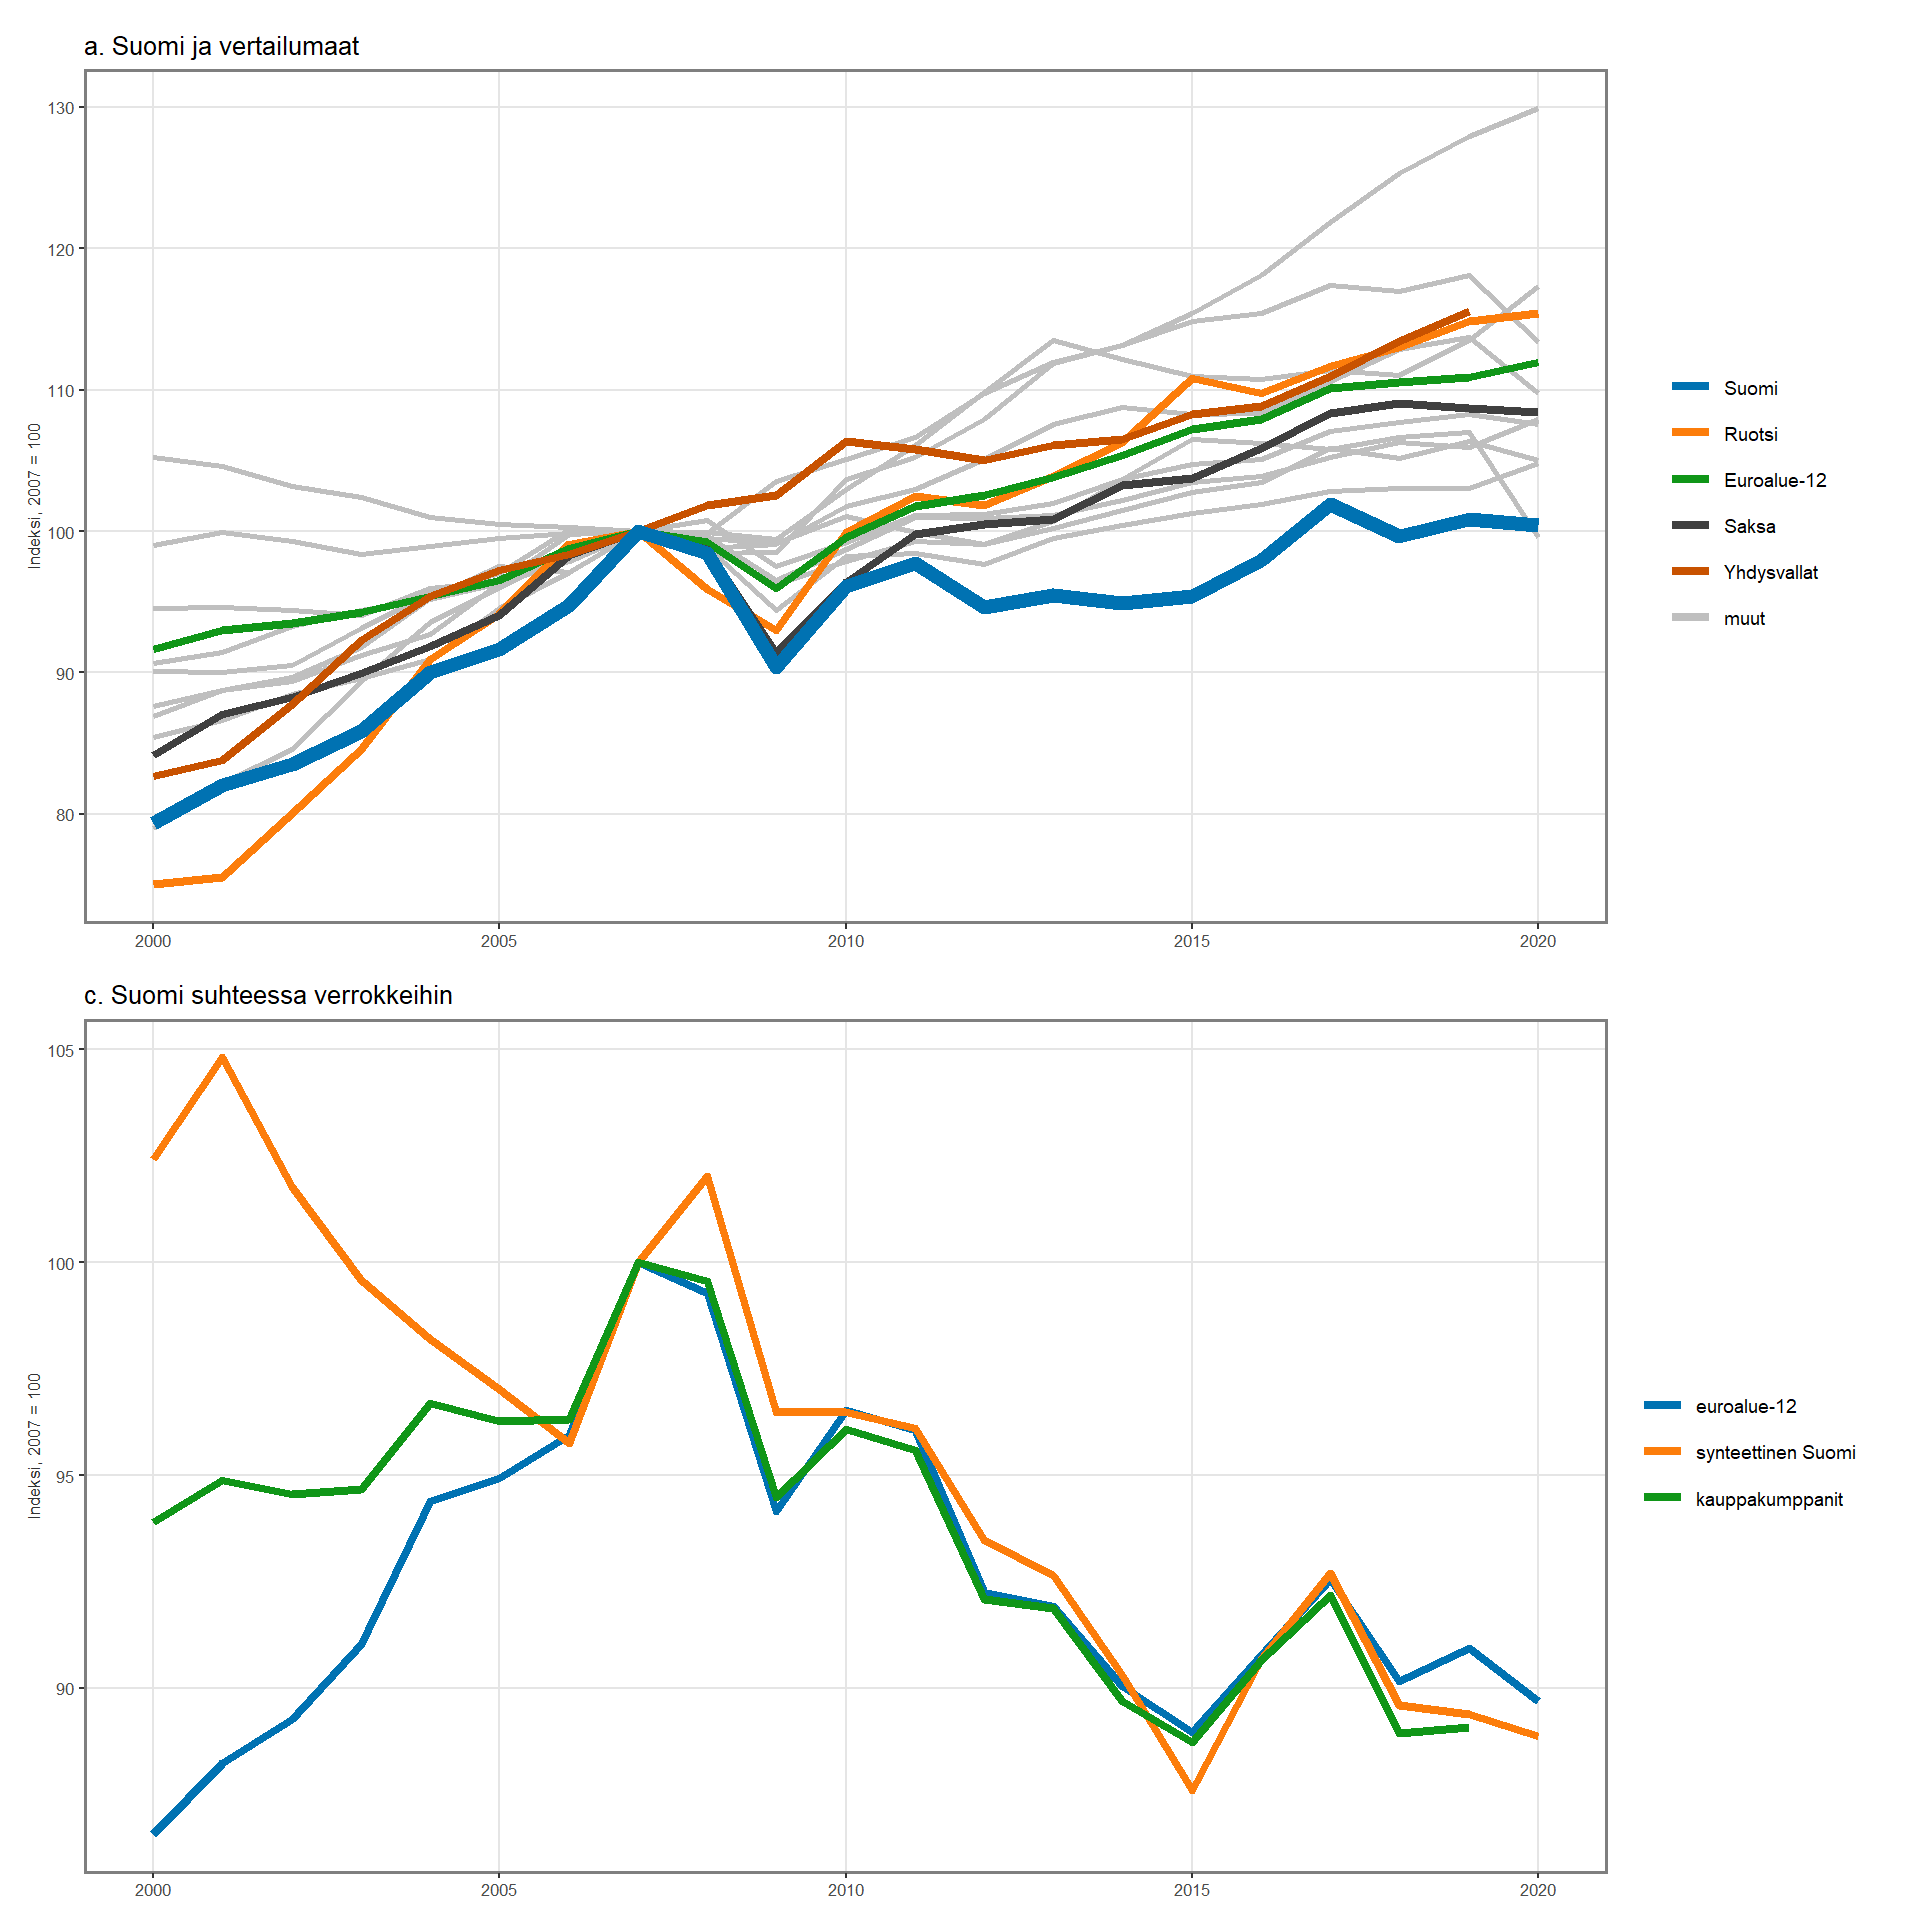 a. Suomi ja vertailumaat
Indeksi, 2007 = 100
130
120
110
100
90
80
2000
2005
2010
2015
2020
Suomi
Ruotsi
Euroalue-12
Saksa
Yhdysvallat
muut
c. Suomi suhteessa verrokkeihin
Indeksi, 2007 = 100
105
100
95
90
2000
2005
2010
2015
2020
euroalue-12
synteettinen Suomi
kauppakumppanit